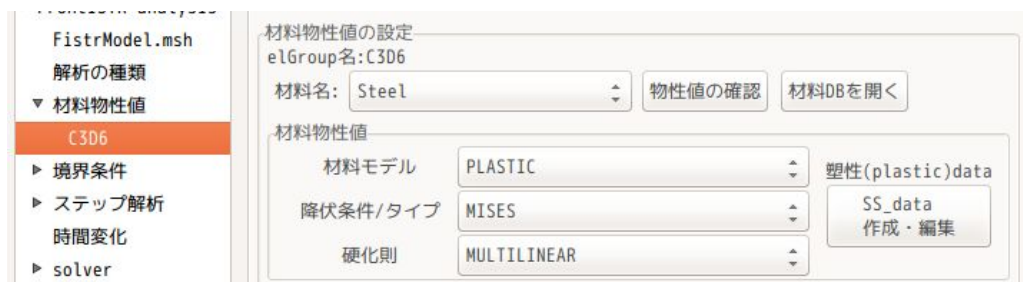 FistrModel.msh
解析の種類
▼ 材料物性値
C3D6
▶ 境界条件
▶ ステップ解析
時間変化
▶ solver
材料物性値の設定
elGroup名:C3D6
材料名: Steel 物性値の確認 材料DBを開く
材料物性値
材料モデル PLASTIC
降伏条件/タイプ MISES
硬化則 MULTILINEAR
塑性(plastic)data
SS_data
作成・編集